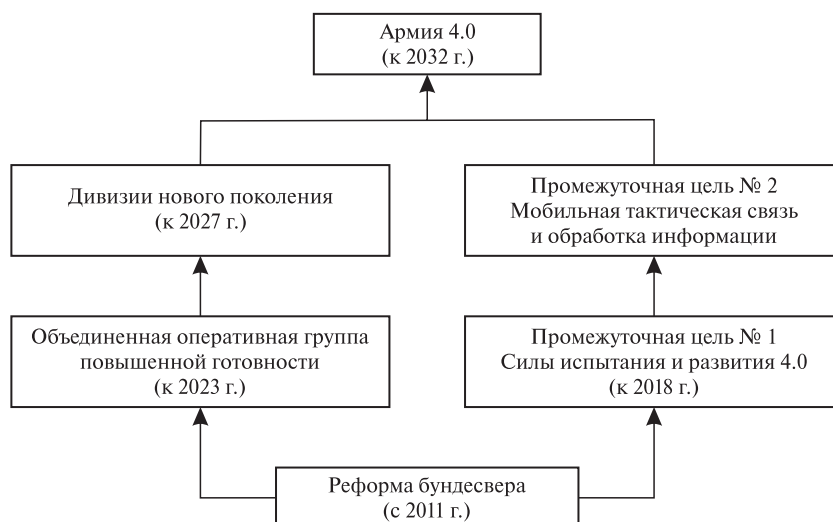 Армия 4.0
(к 2032 г.)
Дивизии нового поколения
(к 2027 г.)
Промежуточная цель № 2
Мобильная тактическая связь
и обработка информации
Объединенная оперативная группа
повышенной готовности
(к 2023 г.)
Промежуточная цель № 1
Силы испытания и развития 4.0
(к 2018 г.)
Реформа бундесвера
(с 2011 г.)